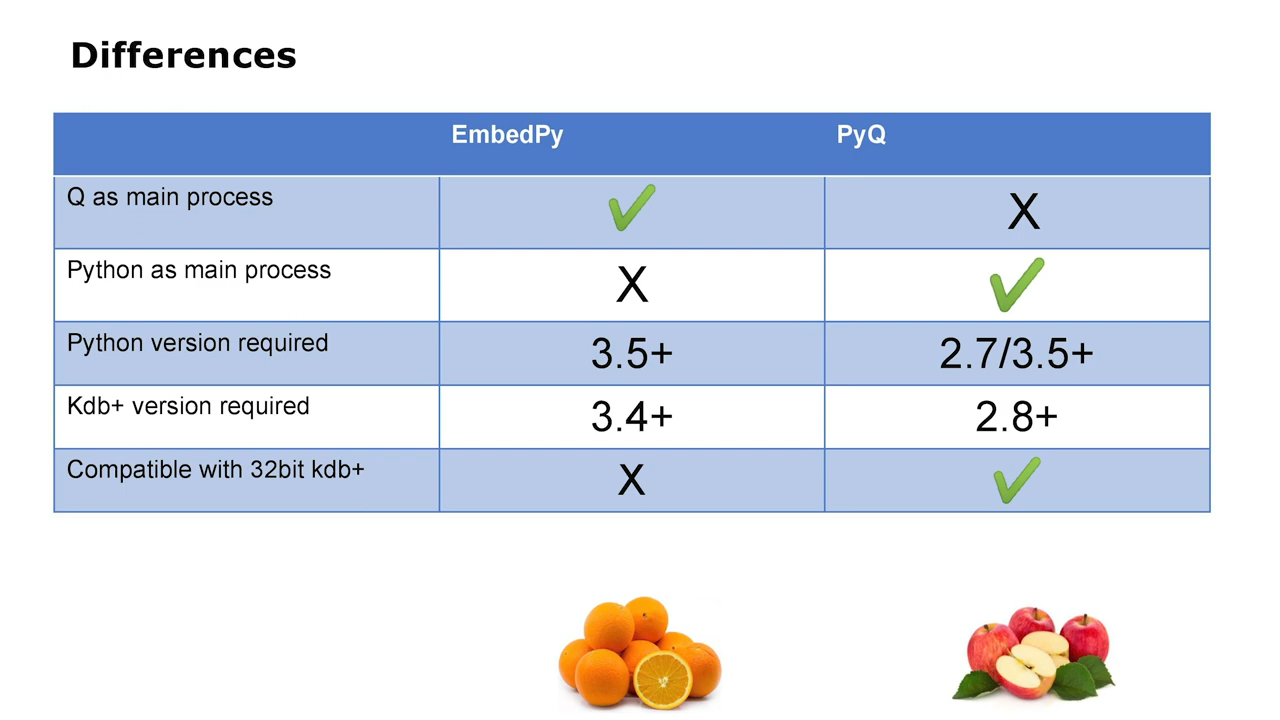 Differences
EmbedPy PyQ
Q as main process ✔ X
Python as main process X ✔
Python version required 3.5+ 2.7/3.5+
Kdb+ version required 3.4+ 2.8+
Compatible with 32bit kdb+ X ✔